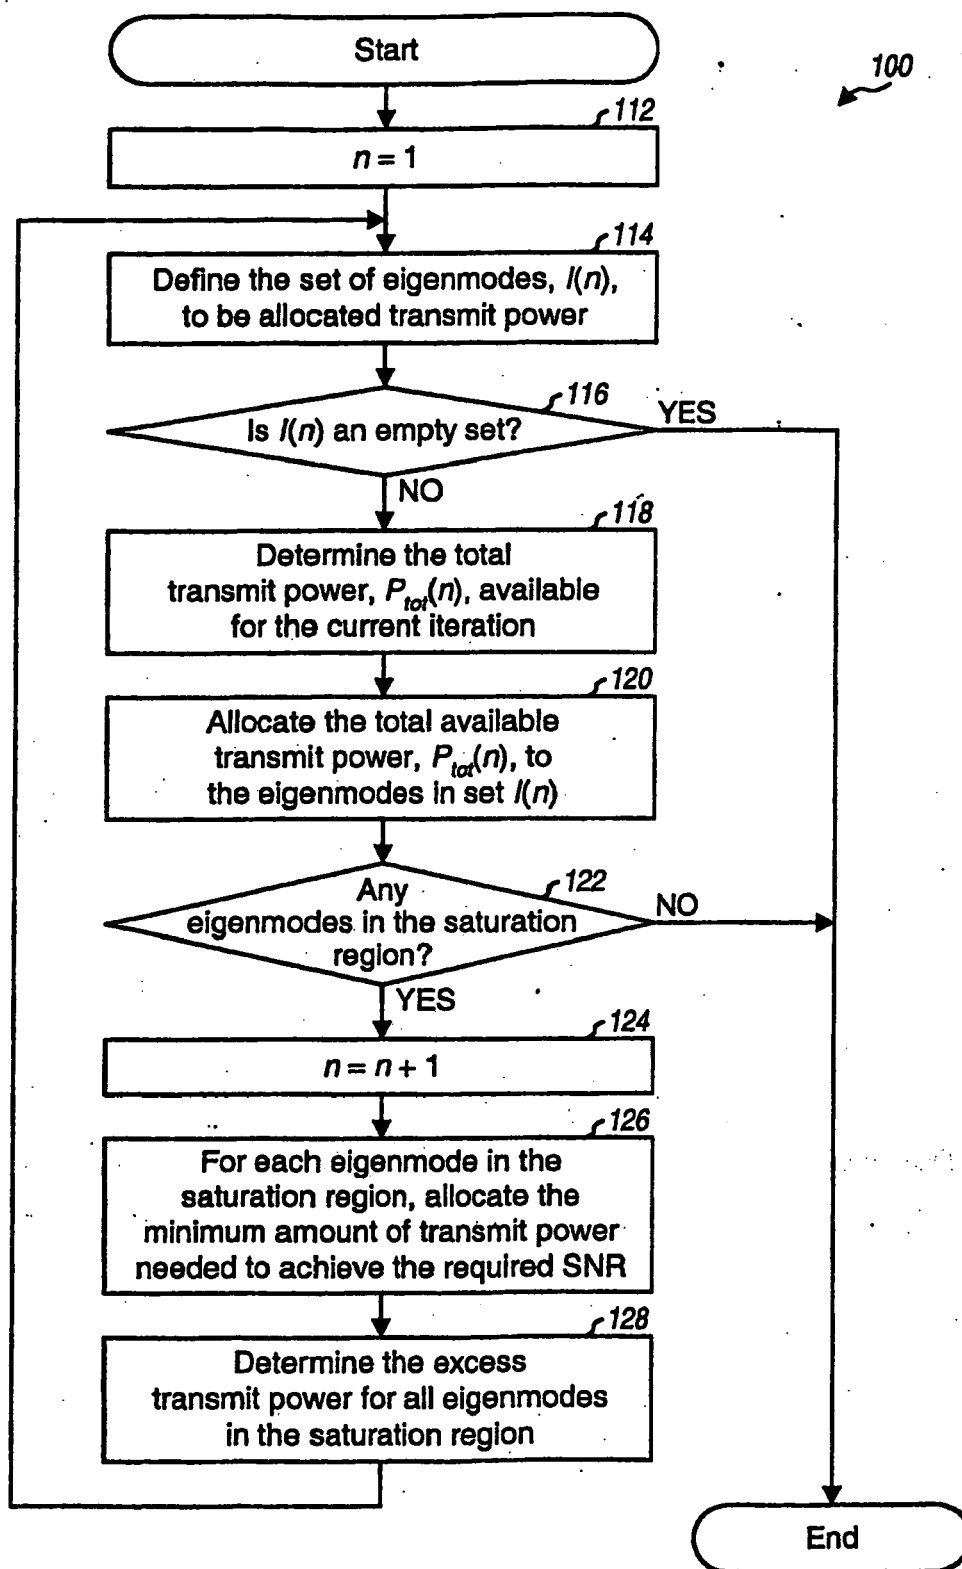 Start
100
112
n = 1
114
Define the set of eigenmodes, I(n),
to be allocated transmit power
116
Is I(n) an empty set?
YES
NO
118
Determine the total
transmit power, Ptot(n), available
for the current iteration
120
Allocate the total available
transmit power, Ptot(n), to
the eigenmodes in set I(n)
122
Any
eigenmodes in the saturation
region?
NO
YES
124
n = n + 1
126
For each eigenmode in the
saturation region, allocate the
minimum amount of transmit power
needed to achieve the required SNR
128
Determine the excess
transmit power for all eigenmodes
in the saturation region
End